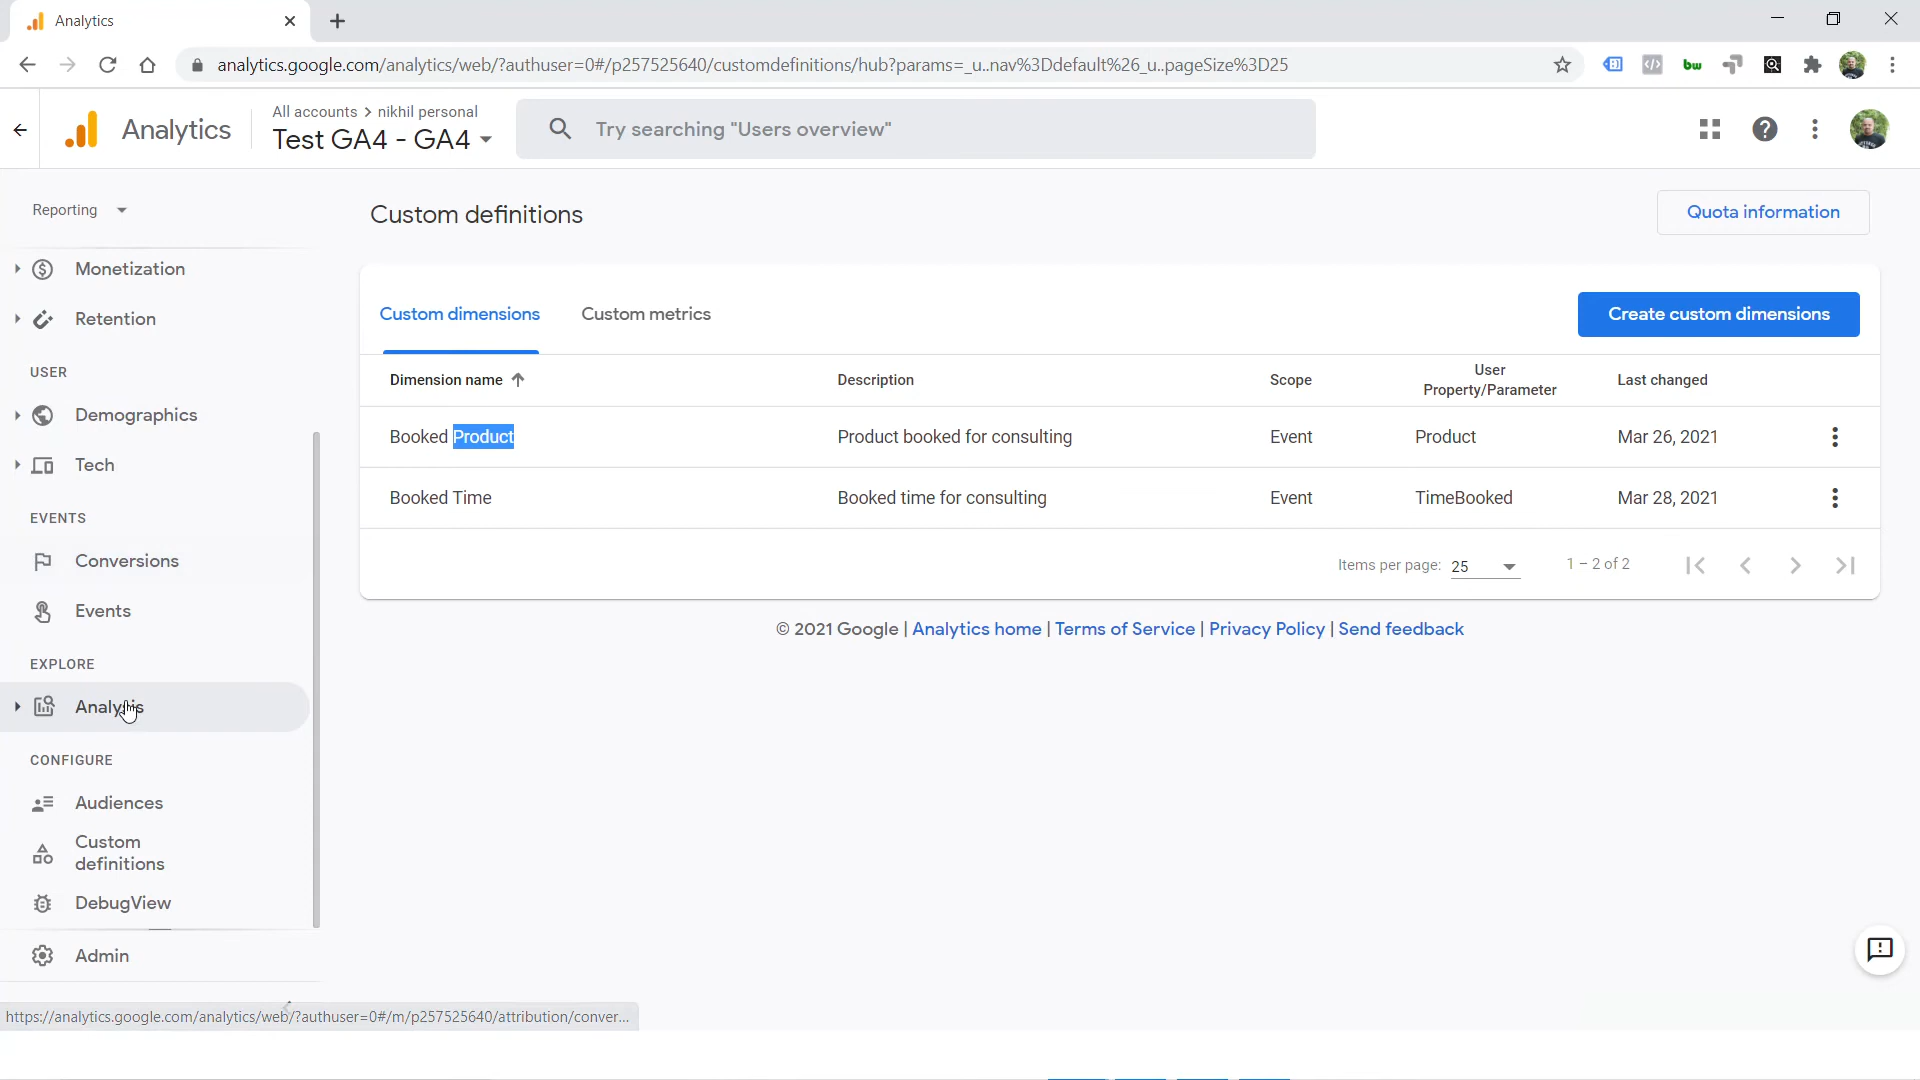 Analytics
analytics.google.com/analytics/web/?authuser=0#/p257525640/customdefinitions/hub?params=_u..nav%3Ddefault%26_u..pageSize%3D25
bw
Analytics
All accounts > nikhil personal
Test GA4 - GA4
Try searching "Users overview"
Reporting
Monetization
Retention
USER
Demographics
Tech
EVENTS
Conversions
Events
EXPLORE
Analysis
CONFIGURE
Audiences
Custom
definitions
DebugView
Admin
Custom definitions
Quota information
Custom dimensions
Custom metrics
Create custom dimensions
Dimension name
Description
Scope
User
Property/Parameter
Last changed
Booked Product
Product booked for consulting
Event
Product
Mar 26, 2021
Booked Time
Booked time for consulting
Event
TimeBooked
Mar 28, 2021
Items per page: 25
1 – 2 of 2
© 2021 Google | Analytics home | Terms of Service | Privacy Policy | Send feedback
https://analytics.google.com/analytics/web/?authuser=0#/m/p257525640/attribution/conver...